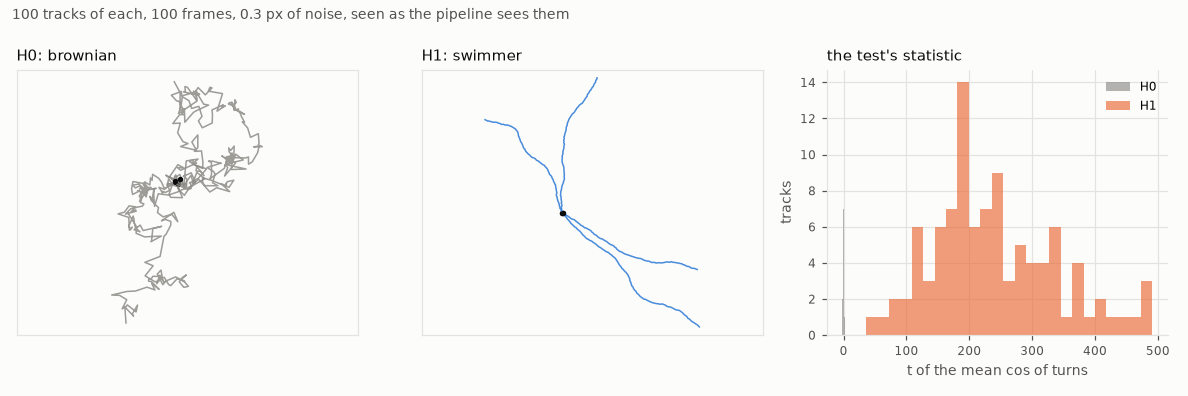 100 tracks of each, 100 frames, 0.3 px of noise, seen as the pipeline sees them
H0: brownian
H1: swimmer
the test's statistic
H0
H1
14
12
10
8
6
4
2
0
tracks
0 100 200 300 400 500
t of the mean cos of turns